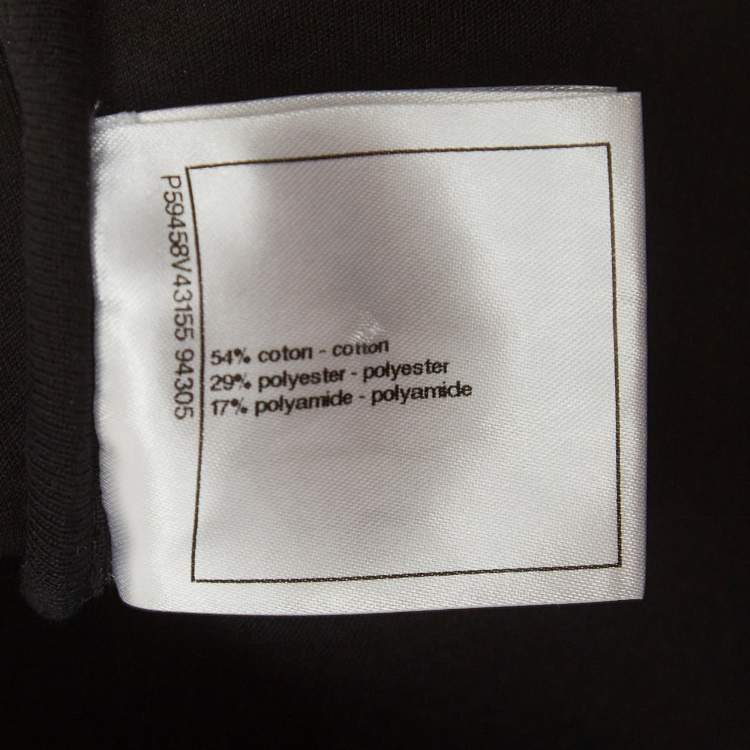 P59458V43155 94305
54% coton - cotton
29% polyester - polyester
17% polyamide - polyamide